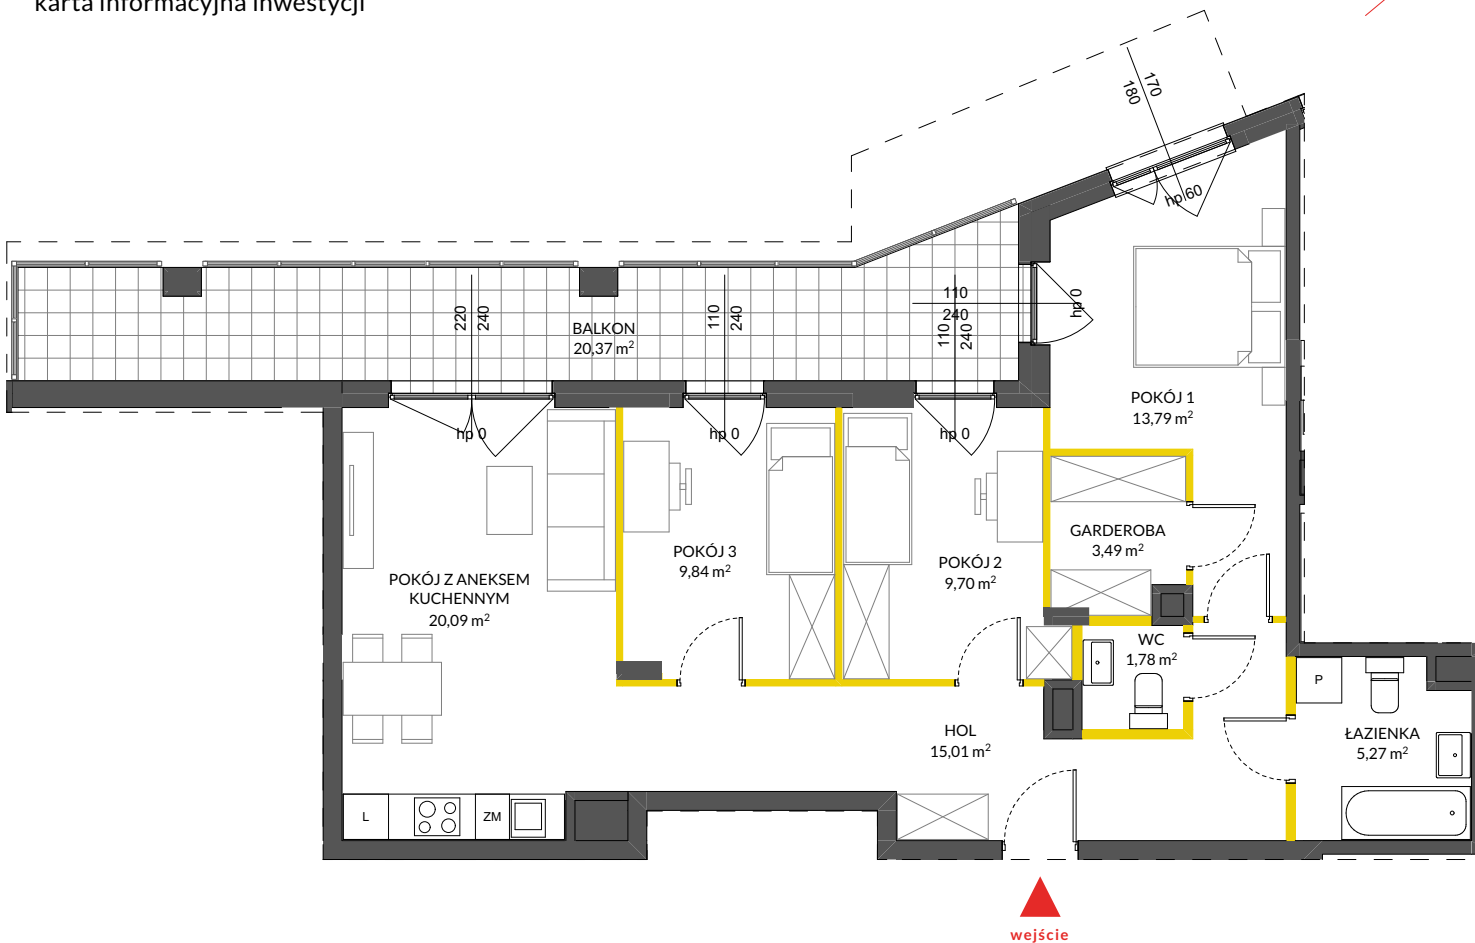 karta informacyjna inwestycji
170
180
hp 60
110
240
hp 0
220
240
BALKON
20,37 m²
110
240
110
240
hp 0
hp 0
hp 0
POKÓJ 1
13,79 m²
GARDEROBA
3,49 m²
POKÓJ 3
9,84 m²
POKÓJ 2
9,70 m²
POKÓJ Z ANEKSEM
KUCHENNYM
20,09 m²
WC
1,78 m²
P
HOL
15,01 m²
ŁAZIENKA
5,27 m²
L
ZM
wejście